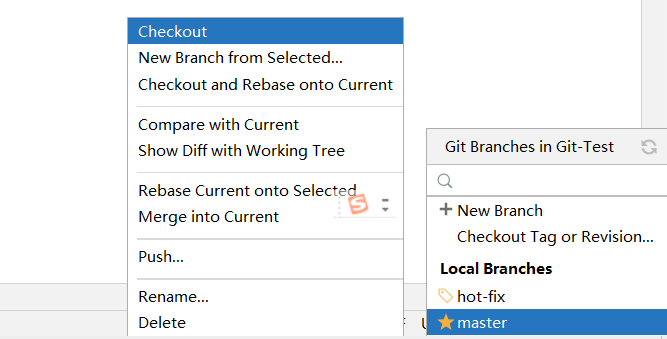 Checkout
New Branch from Selected...
Checkout and Rebase onto Current
Compare with Current
Show Diff with Working Tree
Rebase Current onto Selected
Merge into Current
Push...
Rename...
Delete
Git Branches in Git-Test
New Branch
Checkout Tag or Revision...
Local Branches
hot-fix
master